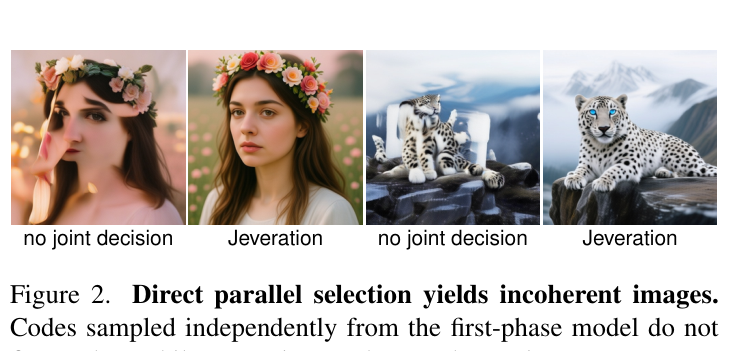 no joint decision Jeveration no joint decision Jeveration
Figure 2. Direct parallel selection yields incoherent images.
Codes sampled independently from the first-phase model do not